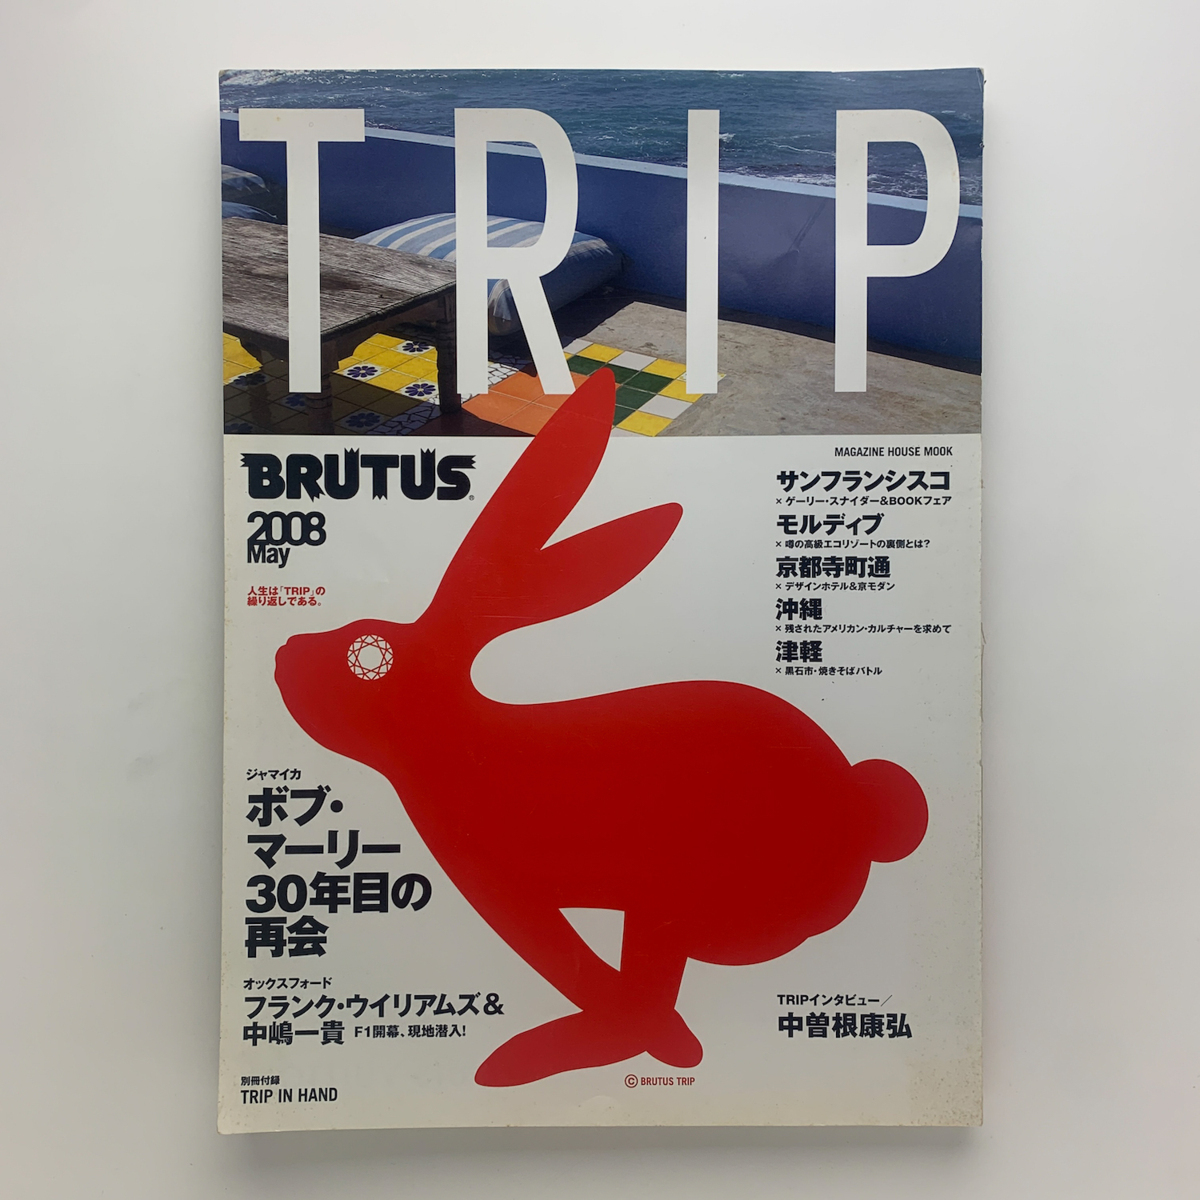 TRIP
BRUTUS®
2008
May
人生は「TRIP」の
繰り返しである。
MAGAZINE HOUSE MOOK
サンフランシスコ
× ゲーリー・スナイダー&BOOKフェア
モルディブ
× 噂の高級エコリゾートの裏側とは?
京都寺町通
× デザインホテル&京モダン
沖縄
× 残されたアメリカン・カルチャーを求めて
津軽
× 黒石市・焼きそばバトル
ジャマイカ
ボブ・
マーリー
30年目の
再会
オックスフォード
フランク・ウイリアムズ&
中嶋一貴 F1開幕、現地潜入!
別冊付録
TRIP IN HAND
TRIPインタビュー/
中曽根康弘
© BRUTUS TRIP